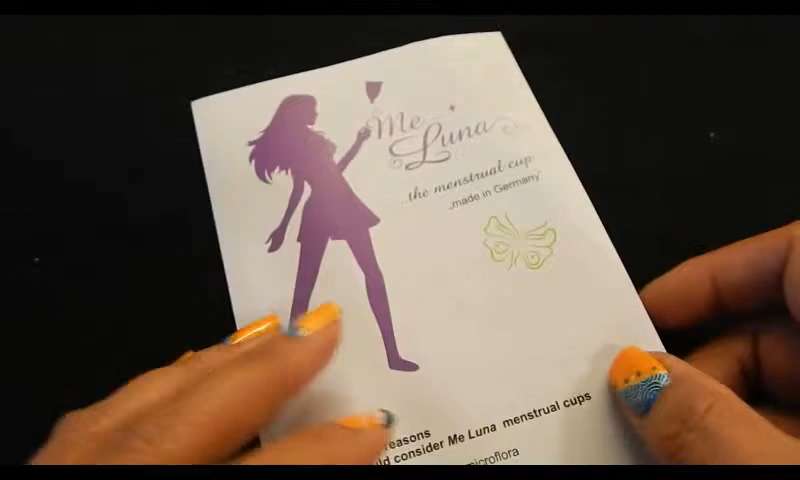 Me
Luna
...the menstrual cup
„made in Germany"
reasons
consider Me Luna menstrual cups
microflora